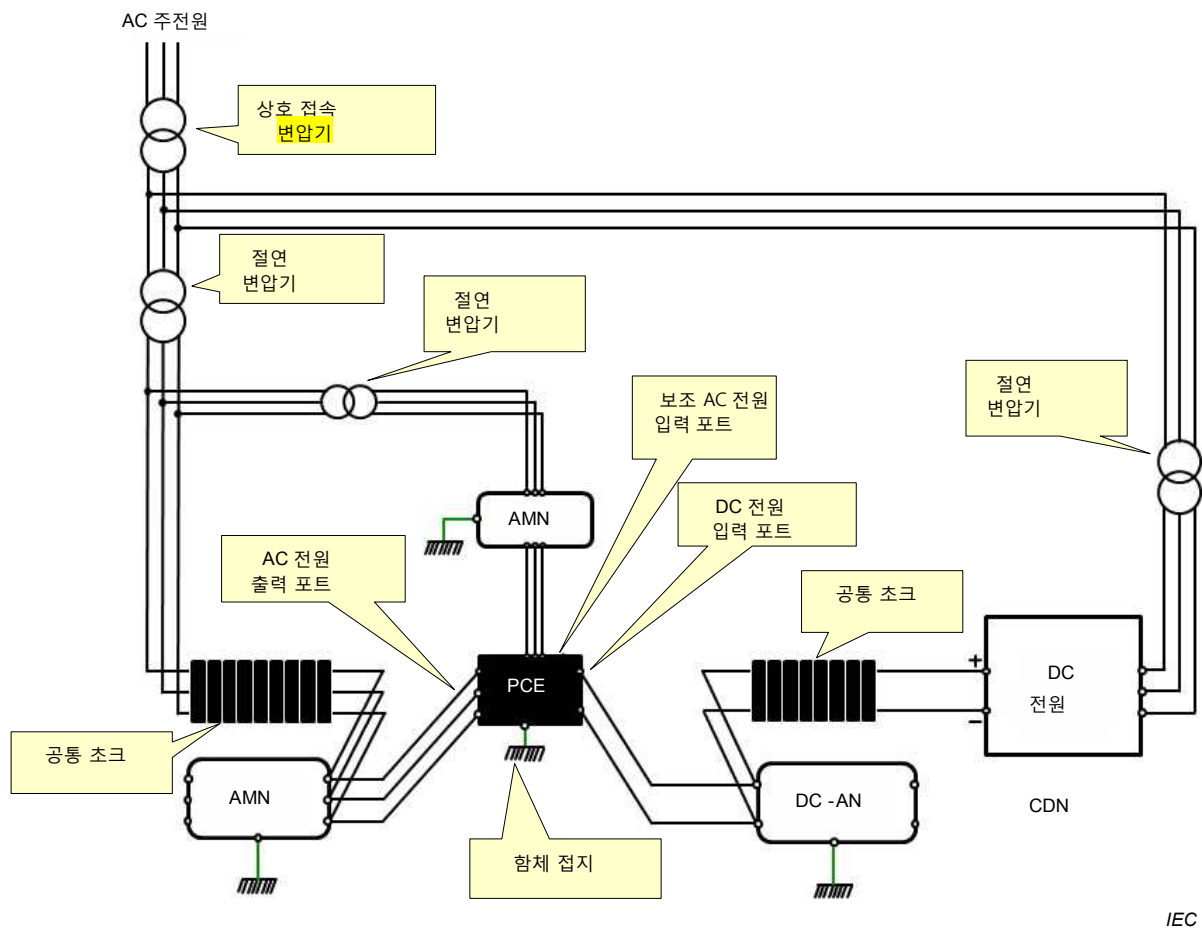 AC 주전원
상호 접속
변압기
절연
변압기
절연
변압기
보조 AC 전원
입력 포트
절연
변압기
AMN
DC 전원
입력 포트
AC 전원
출력 포트
공통 초크
PCE
+
DC
전원
–
공통 초크
AMN
DC -AN
CDN
함체 접지
IEC